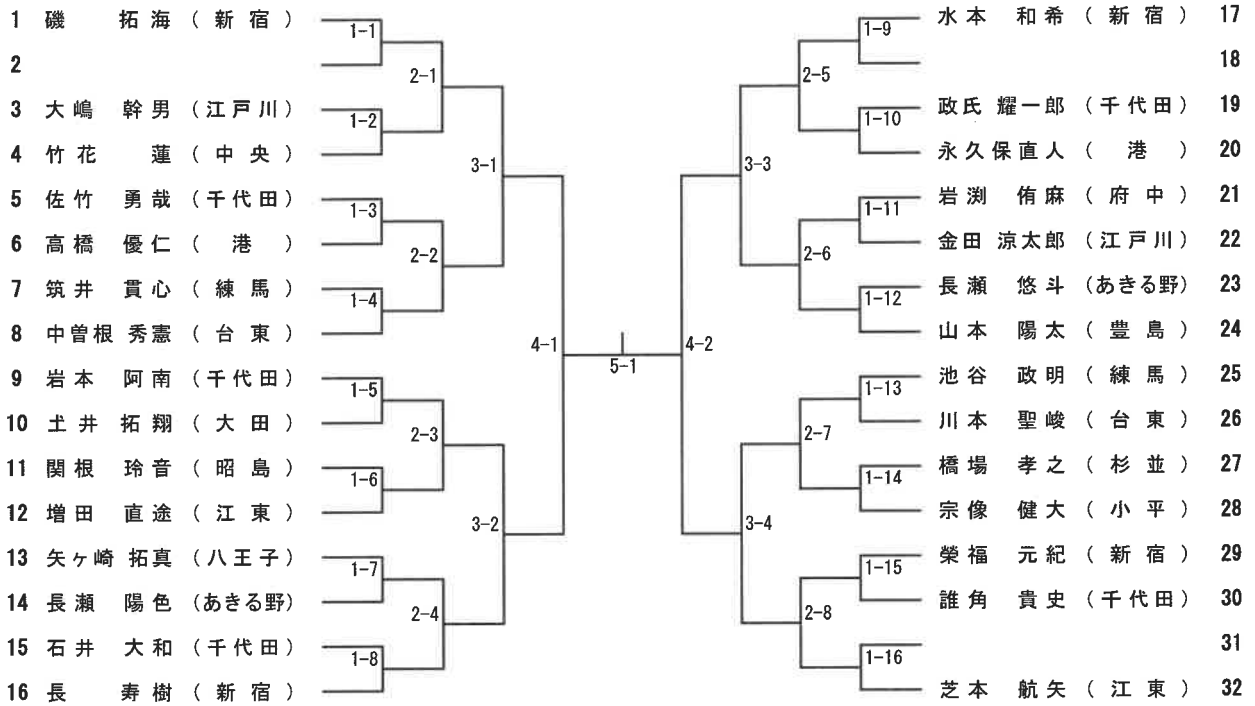 1 磯 拓海 (新宿)
2
3 大嶋 幹男 (江戸川)
4 竹花 蓮 (中央)
5 佐竹 勇哉 (千代田)
6 高橋 優仁 (港)
7 筑井 貫心 (練馬)
8 中曽根 秀憲 (台東)
9 岩本 阿南 (千代田)
10 圡井 拓翔 (大田)
11 関根 玲音 (昭島)
12 増田 直途 (江東)
13 矢ヶ崎 拓真 (八王子)
14 長瀬 陽色 (あきる野)
15 石井 大和 (千代田)
16 長 寿樹 (新宿)
1-1
1-2
1-3
1-4
1-5
1-6
1-7
1-8
2-1
2-2
2-3
2-4
3-1
3-2
4-1
5-1
4-2
3-3
3-4
2-5
2-6
2-7
2-8
1-9
1-10
1-11
1-12
1-13
1-14
1-15
1-16
水本 和希 (新宿) 17
18
政氏 耀一郎 (千代田) 19
永久保直人 (港) 20
岩渕 侑麻 (府中) 21
金田 涼太郎 (江戸川) 22
長瀬 悠斗 (あきる野) 23
山本 陽太 (豊島) 24
池谷 政明 (練馬) 25
川本 聖峻 (台東) 26
橋場 孝之 (杉並) 27
宗像 健大 (小平) 28
榮福 元紀 (新宿) 29
誰角 貴史 (千代田) 30
31
芝本 航矢 (江東) 32